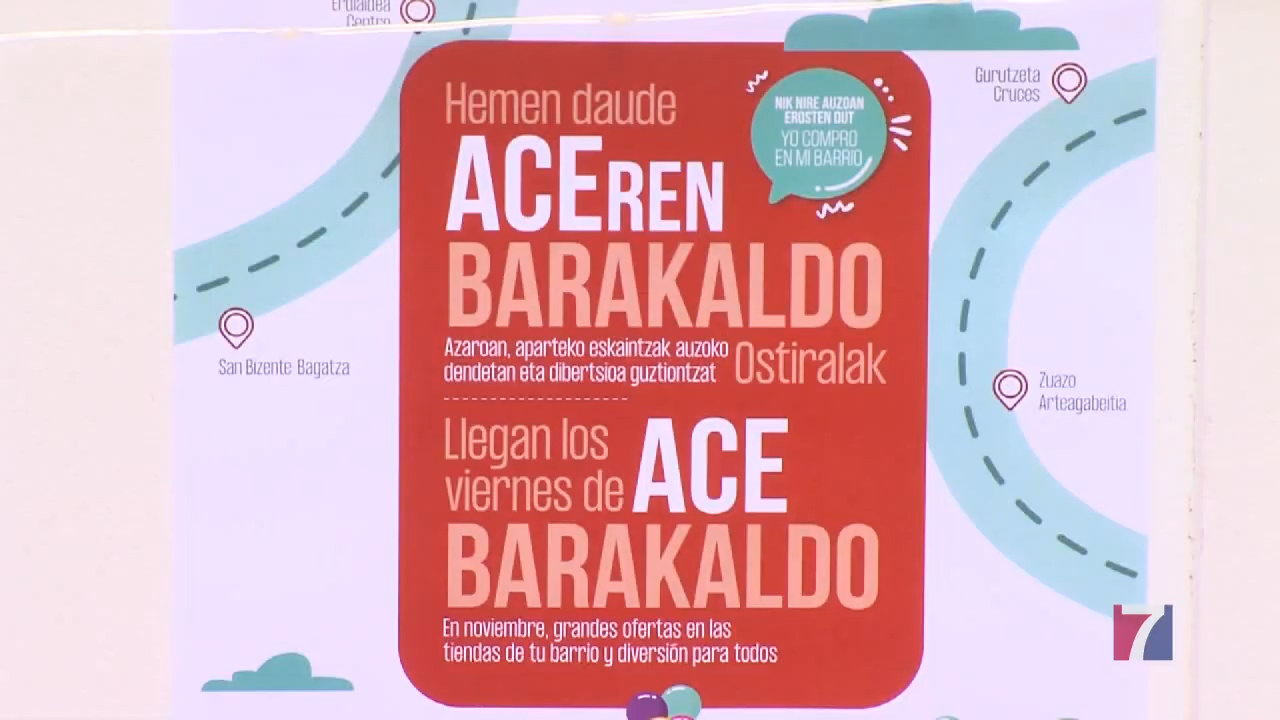 Erdialdea
Centro
Gurutzeta
Cruces
Hemen daude
NIK NIRE AUZOAN
EROSTEN DUT
YO COMPRO
EN MI BARRIO
ACEREN
BARAKALDO
Azaroan, aparteko eskaintzak auzoko
dendetan eta dibertsioa guztiontzat
Ostiralak
San Bizente Bagatza
Zuazo
Arteagabeitia
Llegan los
viernes de ACE
BARAKALDO
En noviembre, grandes ofertas en las
tiendas de tu barrio y diversión para todos
7